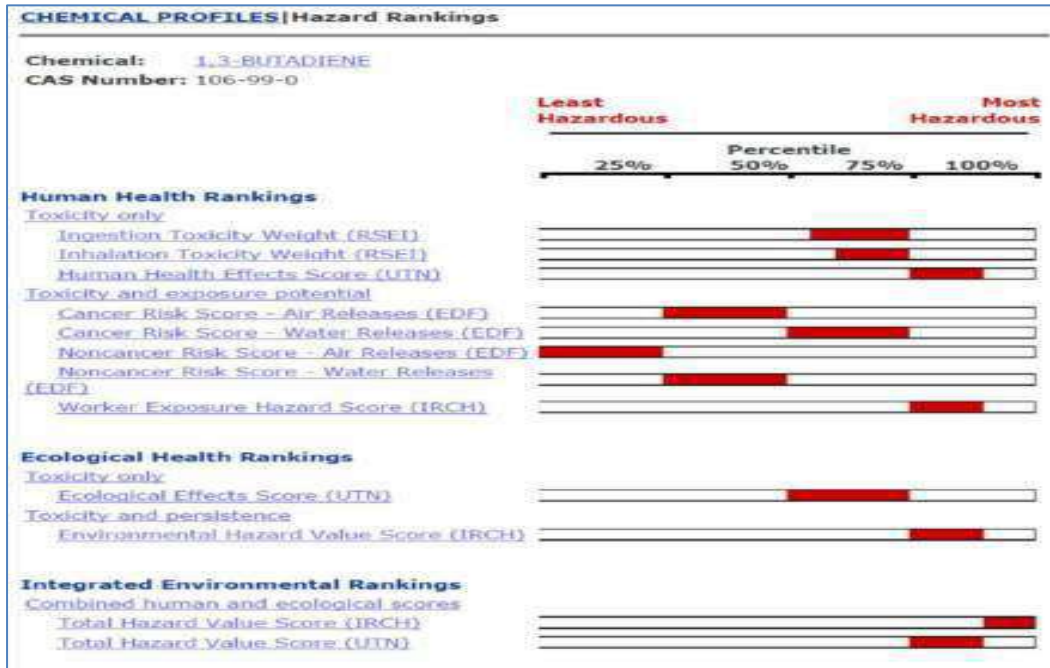 CHEMICAL PROFILES|Hazard Rankings
Chemical: 1,3-BUTADIENE
CAS Number: 106-99-0
Least Hazardous
Most Hazardous
Percentile
25% 50% 75% 100%
Human Health Rankings
Toxicity only
Ingestion Toxicity Weight (RSEI)
Inhalation Toxicity Weight (RSEI)
Human Health Effects Score (UTN)
Toxicity and exposure potential
Cancer Risk Score - Air Releases (EDF)
Cancer Risk Score - Water Releases (EDF)
Noncancer Risk Score - Air Releases (EDF)
Noncancer Risk Score - Water Releases
(EDF)
Worker Exposure Hazard Score (IRCH)
Ecological Health Rankings
Toxicity only
Ecological Effects Score (UTN)
Toxicity and persistence
Environmental Hazard Value Score (IRCH)
Integrated Environmental Rankings
Combined human and ecological scores
Total Hazard Value Score (IRCH)
Total Hazard Value Score (UTN)